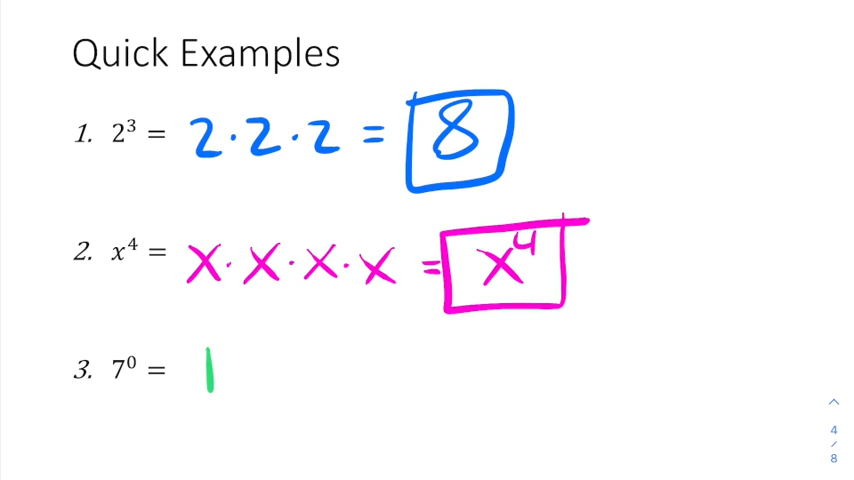 Quick Examples
1. 2³ = 2 · 2 · 2 = 8
2. x⁴ = x · x · x · x = x⁴
3. 7⁰ = 1
4
/
8